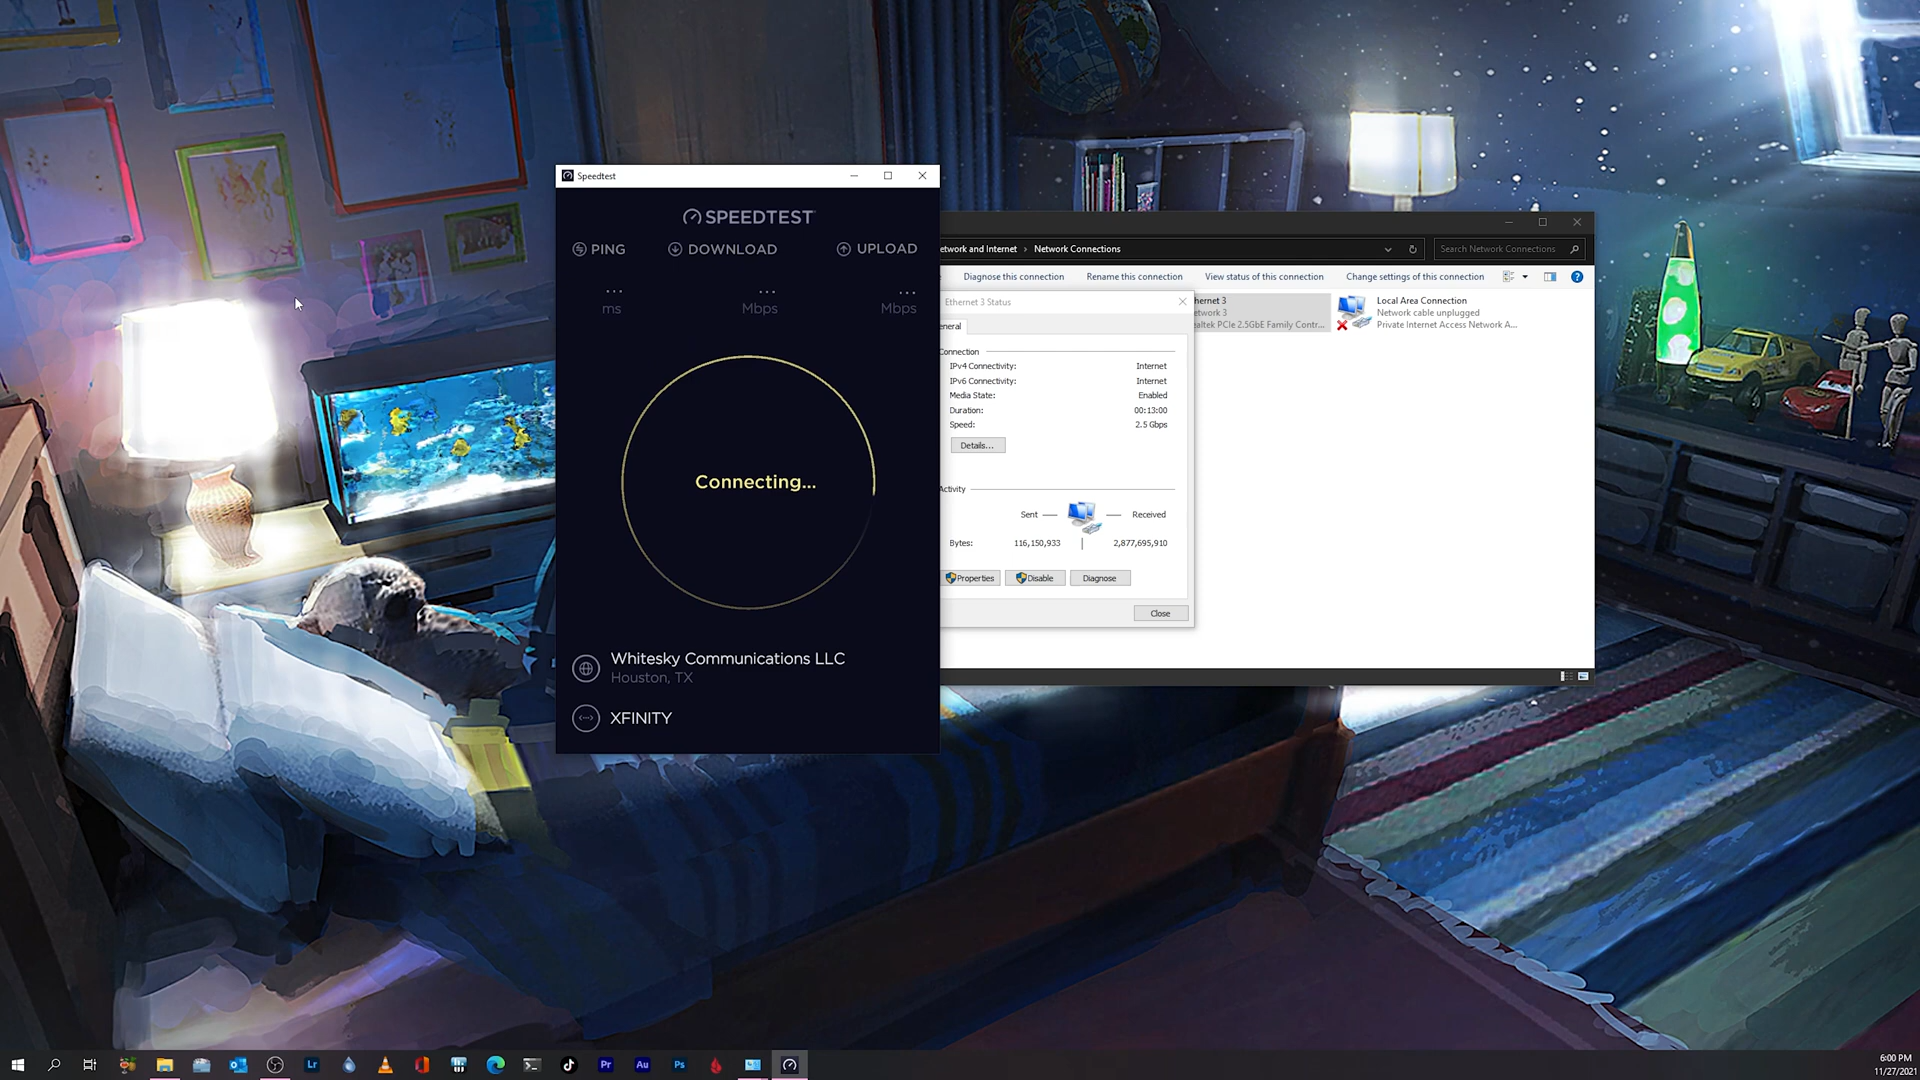 Speedtest
SPEEDTEST
PING
DOWNLOAD
UPLOAD
... ... ...
ms
Mbps
Mbps
Connecting...
Whitesky Communications LLC
Houston, TX
XFINITY
etwork and Internet › Network Connections
Search Network Connections
Diagnose this connection
Rename this connection
View status of this connection
Change settings of this connection
hernet 3
etwork 3
ealtek PCIe 2.5GbE Family Contr...
Local Area Connection
Network cable unplugged
Private Internet Access Network A...
Ethernet 3 Status
eneral
Connection
IPv4 Connectivity: Internet
IPv6 Connectivity: Internet
Media State: Enabled
Duration: 00:13:00
Speed: 2.5 Gbps
Details...
Activity
Sent — Received
Bytes: 116,150,933 | 2,877,695,910
Properties
Disable
Diagnose
Close
Lr
Pr
Au
Ps
6:00 PM
11/27/2021